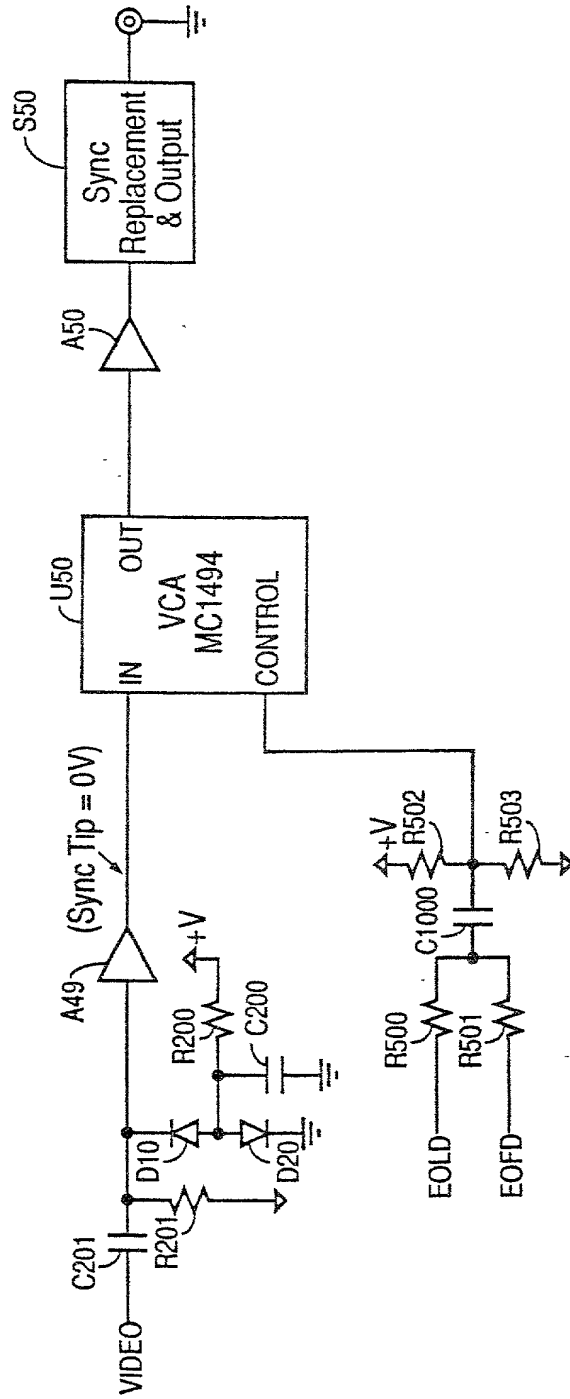 VIDEO
C201
R201
D10
D20
R200
+V
C200
A49
(Sync Tip = 0V)
U50
IN
OUT
VCA
MC1494
CONTROL
A50
S50
Sync
Replacement
& Output
EOLD
EOFD
R500
R501
C1000
+V
R502
R503